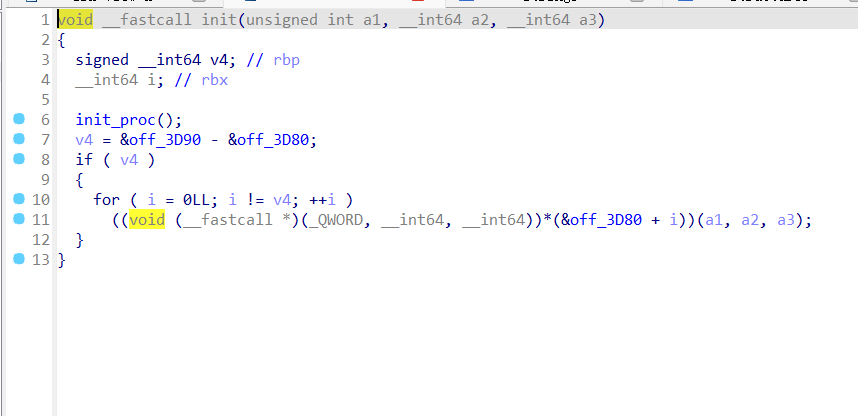 1 void __fastcall init(unsigned int a1, __int64 a2, __int64 a3)
2 {
3 signed __int64 v4; // rbp
4 __int64 i; // rbx
5
6 init_proc();
7 v4 = &off_3D90 - &off_3D80;
8 if ( v4 )
9 {
10 for ( i = 0LL; i != v4; ++i )
11 ((void (__fastcall *)(_QWORD, __int64, __int64))*(&off_3D80 + i))(a1, a2, a3);
12 }
13 }